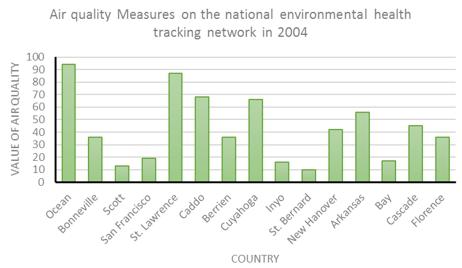 Air quality Measures on the national environmental health
tracking network in 2004
VALUE OF AIR QUALITY
100
90
80
70
60
50
40
30
20
10
0
Ocean
Bonneville
Scott
San Francisco
St. Lawrence
Caddo
Berrien
Cuyahoga
Inyo
St. Bernard
New Hanover
Arkansas
Bay
Cascade
Florence
COUNTRY